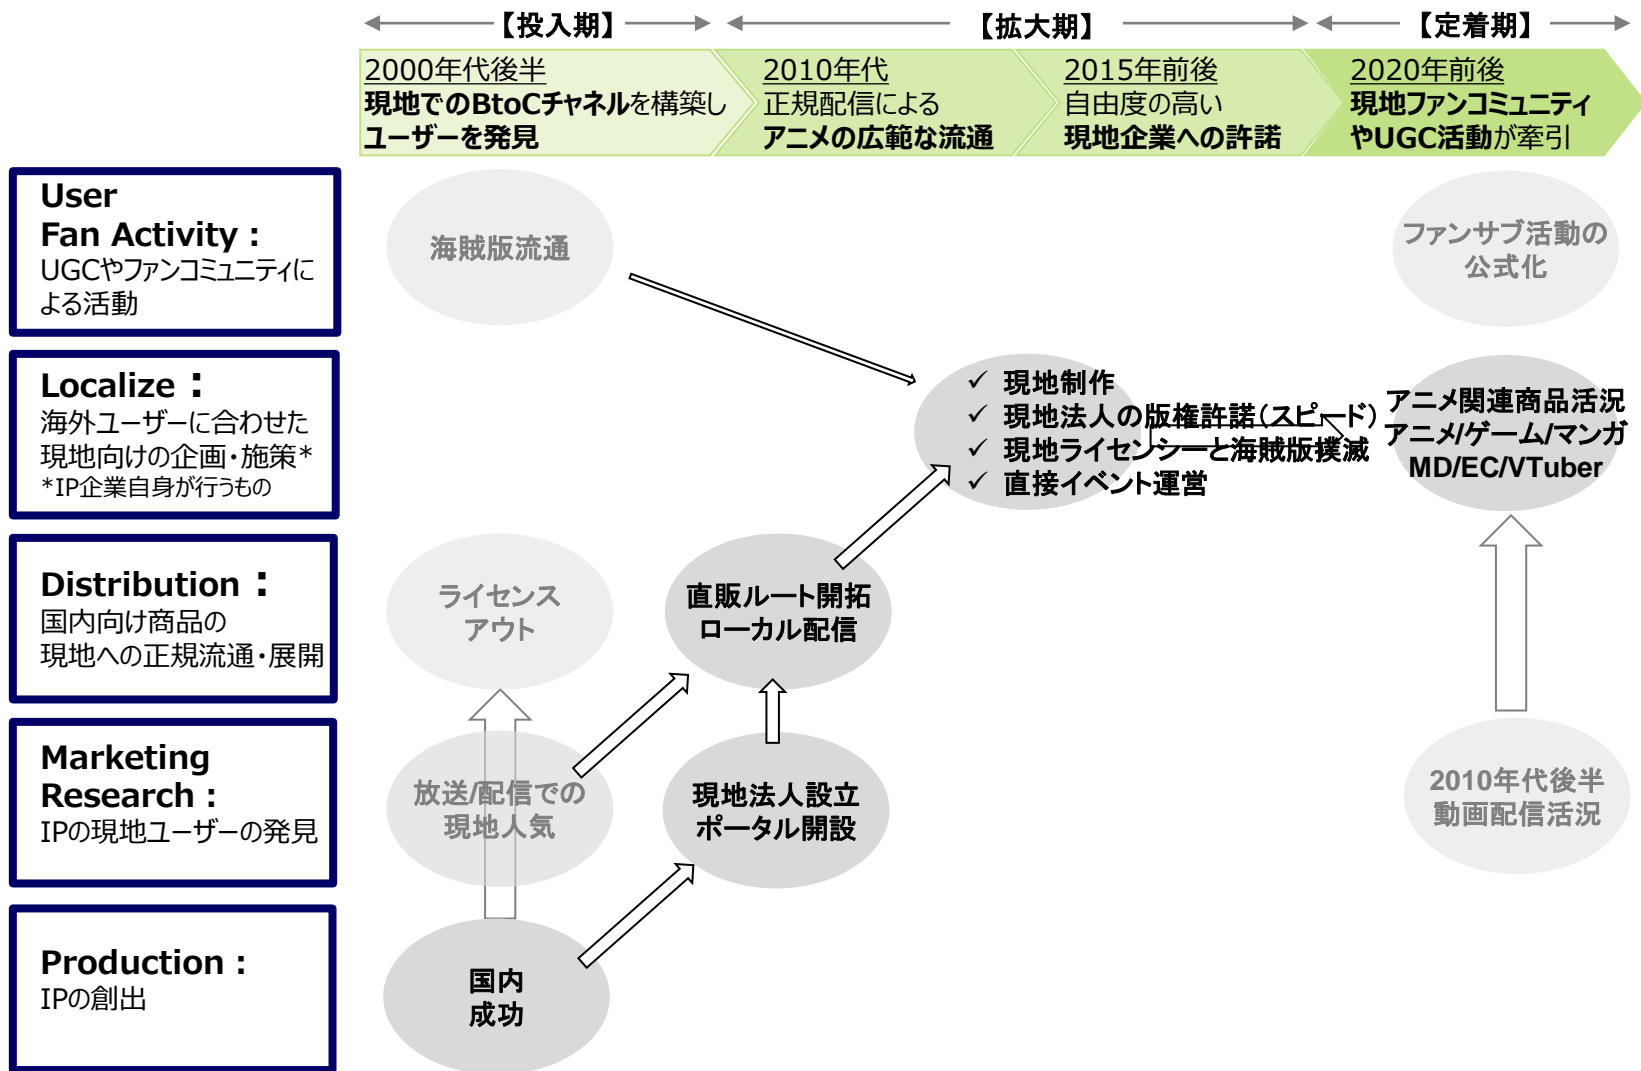 【投入期】
【拡大期】
【定着期】
2000年代後半
現地でのBtoCチャネルを構築し
ユーザーを発見
2010年代
正規配信による
アニメの広範な流通
2015年前後
自由度の高い
現地企業への許諾
2020年前後
現地ファンコミュニティ
やUGC活動が牽引
User
Fan Activity：
UGCやファンコミュニティに
よる活動
海賊版流通
ファンサブ活動の
公式化
Localize：
海外ユーザーに合わせた
現地向けの企画・施策*
*IP企業自身が行うもの
✓ 現地制作
✓ 現地法人の版権許諾（スピード）
✓ 現地ライセンシーと海賊版撲滅
✓ 直接イベント運営
アニメ関連商品活況
アニメ/ゲーム/マンガ
MD/EC/VTuber
Distribution：
国内向け商品の
現地への正規流通・展開
ライセンス
アウト
直販ルート開拓
ローカル配信
Marketing
Research：
IPの現地ユーザーの発見
放送/配信での
現地人気
現地法人設立
ポータル開設
2010年代後半
動画配信活況
Production：
IPの創出
国内
成功